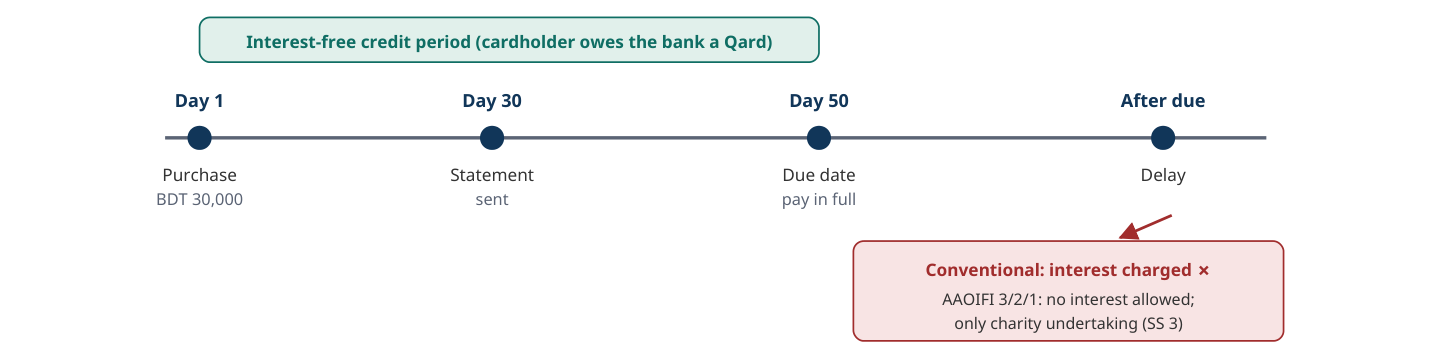 Interest-free credit period (cardholder owes the bank a Qard)
Day 1
Day 30
Day 50
After due
Purchase
Statement
Due date
Delay
BDT 30,000
sent
pay in full
Conventional: interest charged ×
AAOIFI 3/2/1: no interest allowed;
only charity undertaking (SS 3)